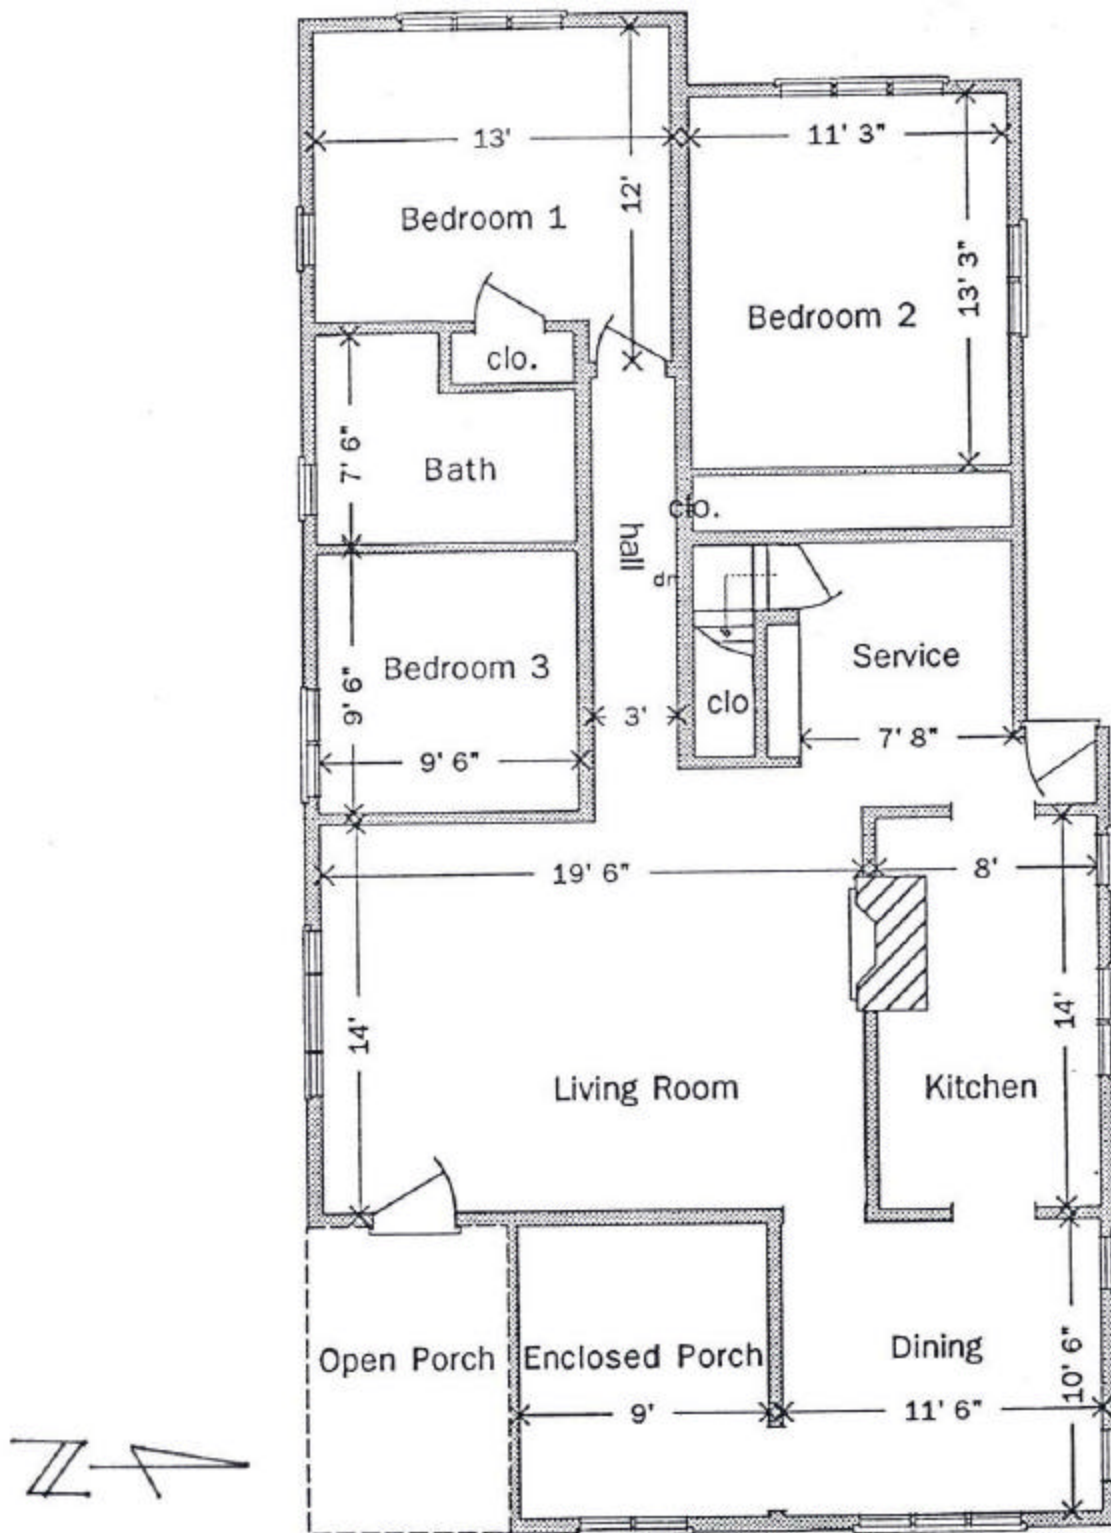 13'
11' 3"
12'
Bedroom 1
13' 3"
Bedroom 2
clo.
7' 6"
Bath
clo.
hall
dn
Bedroom 3
9' 6"
Service
clo
3'
7' 8"
9' 6"
19' 6"
8'
14'
14'
Living Room
Kitchen
Open Porch
Enclosed Porch
Dining
10' 6"
9'
11' 6"
N